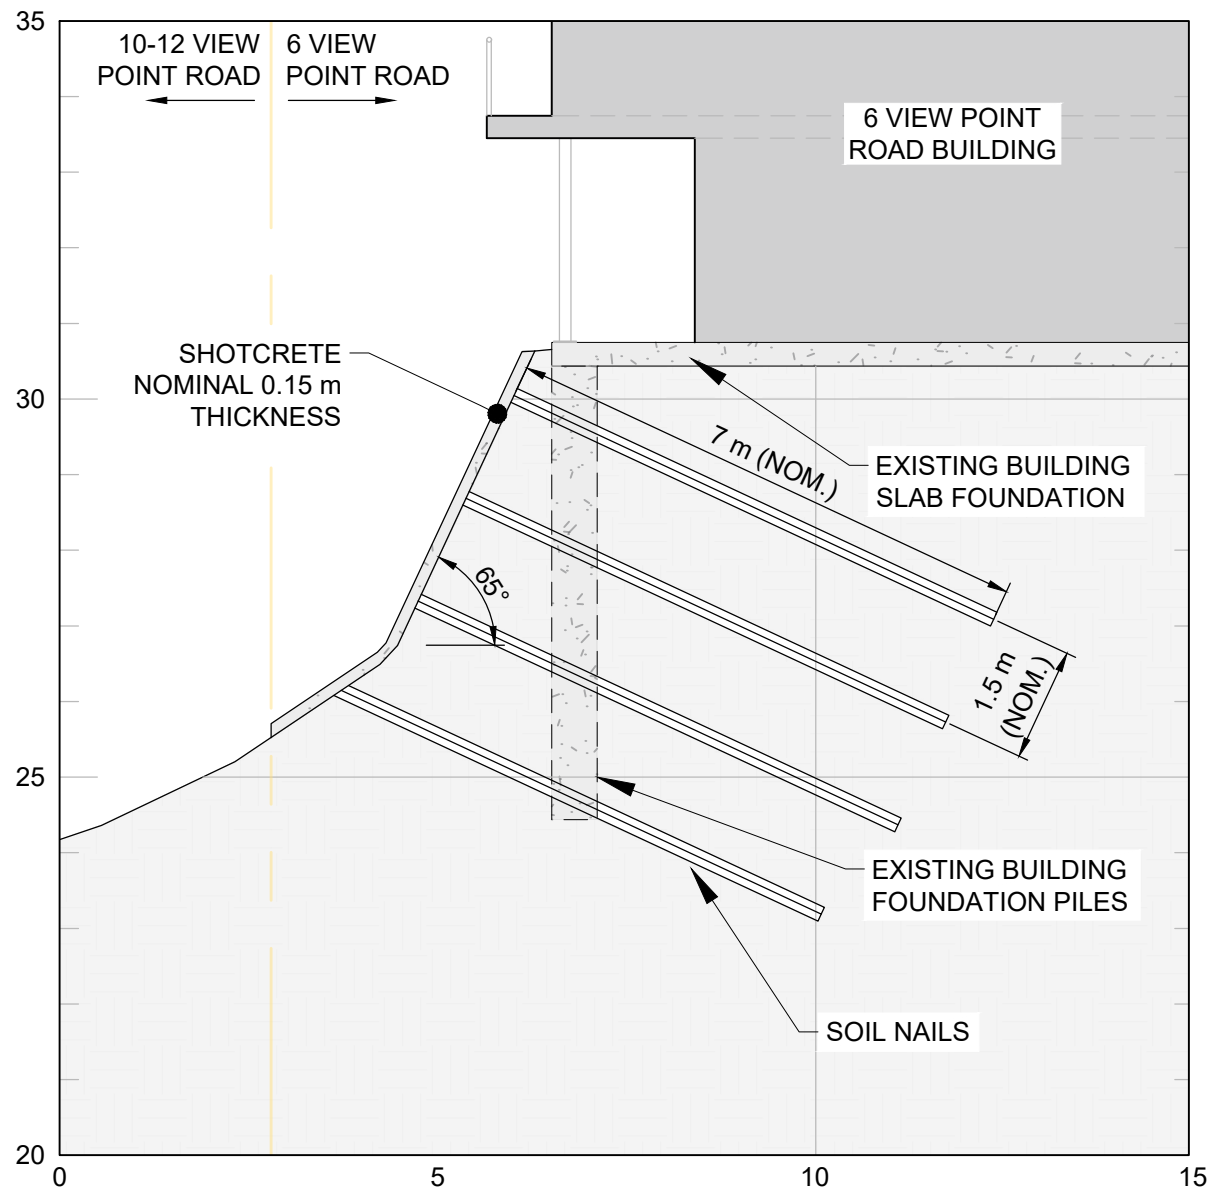 35
10-12 VIEW
POINT ROAD
6 VIEW
POINT ROAD
6 VIEW POINT
ROAD BUILDING
SHOTCRETE
NOMINAL 0.15 m
THICKNESS
30
7 m (NOM.)
EXISTING BUILDING
SLAB FOUNDATION
65°
1.5 m
(NOM.)
25
EXISTING BUILDING
FOUNDATION PILES
SOIL NAILS
20
0
5
10
15